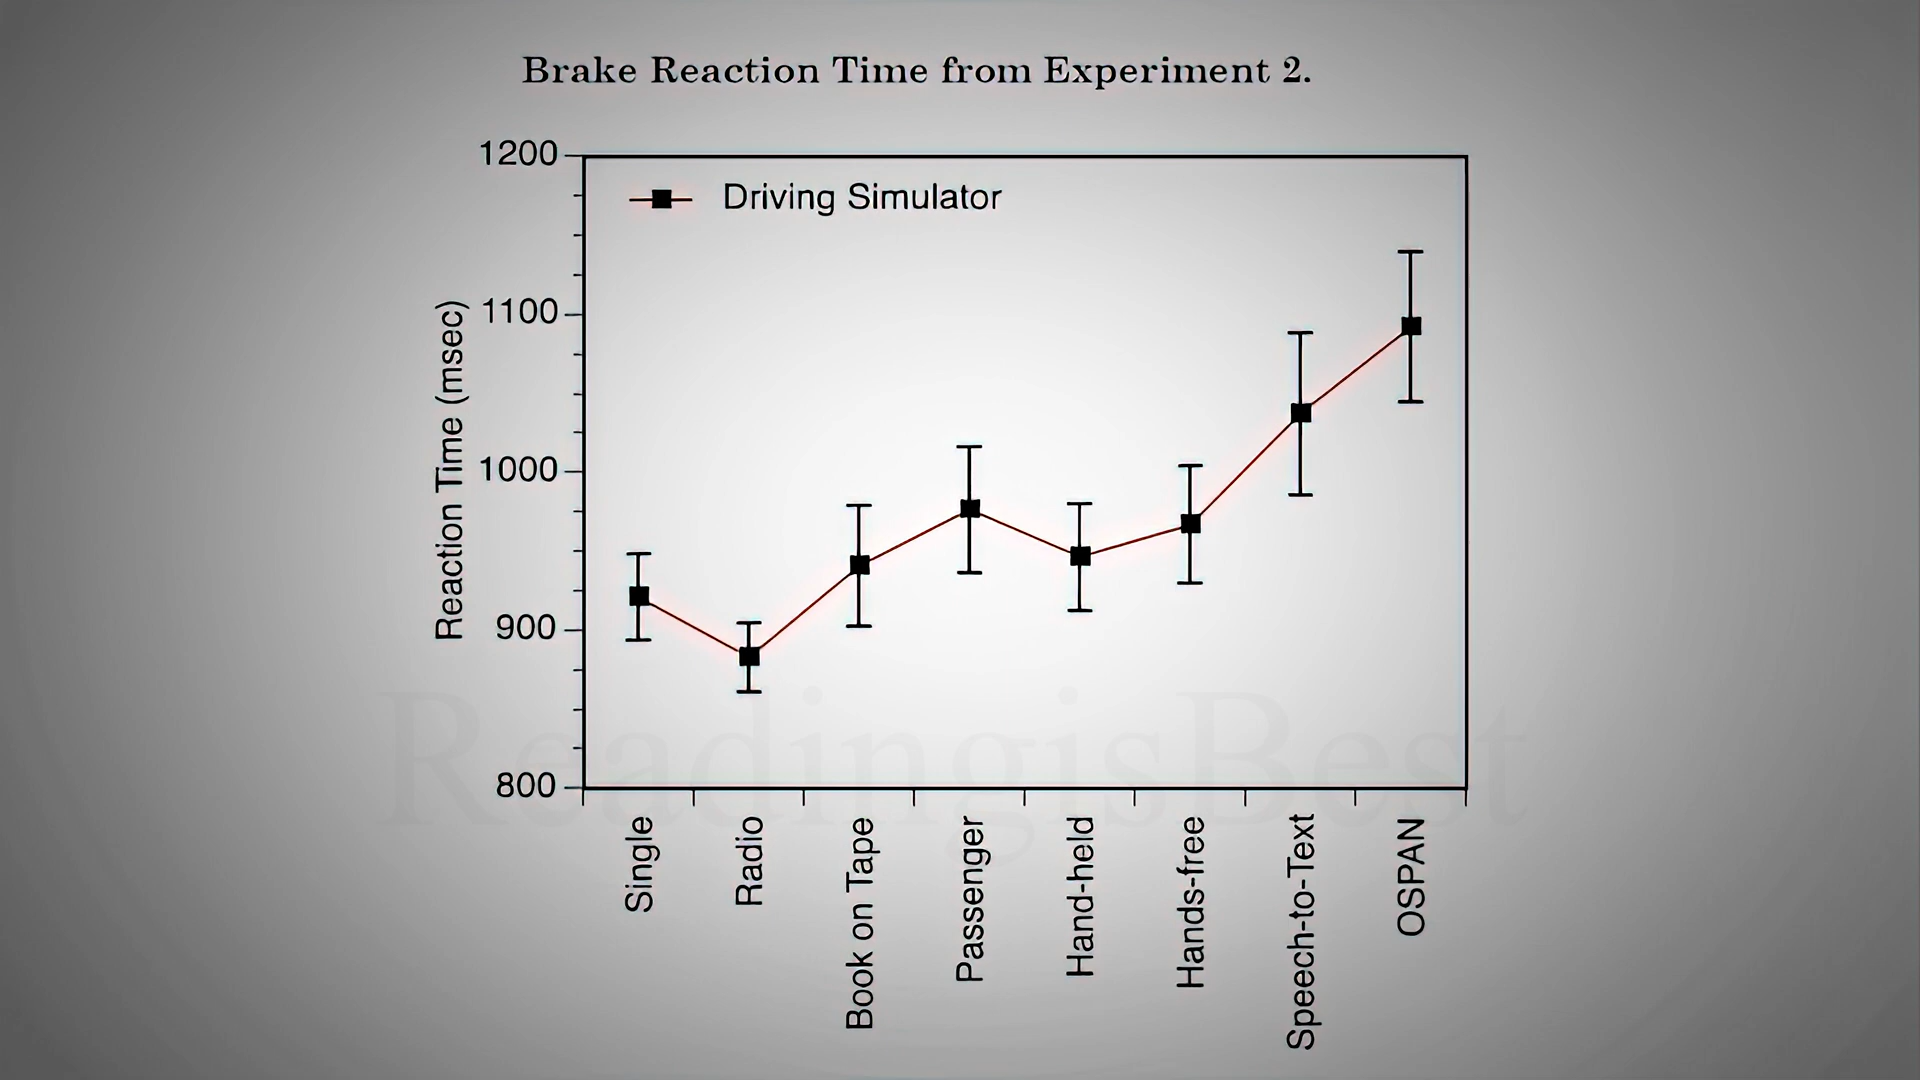 Brake Reaction Time from Experiment 2.
1200
Driving Simulator
1100
1000
900
800
Reaction Time (msec)
Single
Radio
Book on Tape
Passenger
Hand-held
Hands-free
Speech-to-Text
OSPAN
ReadingisBest